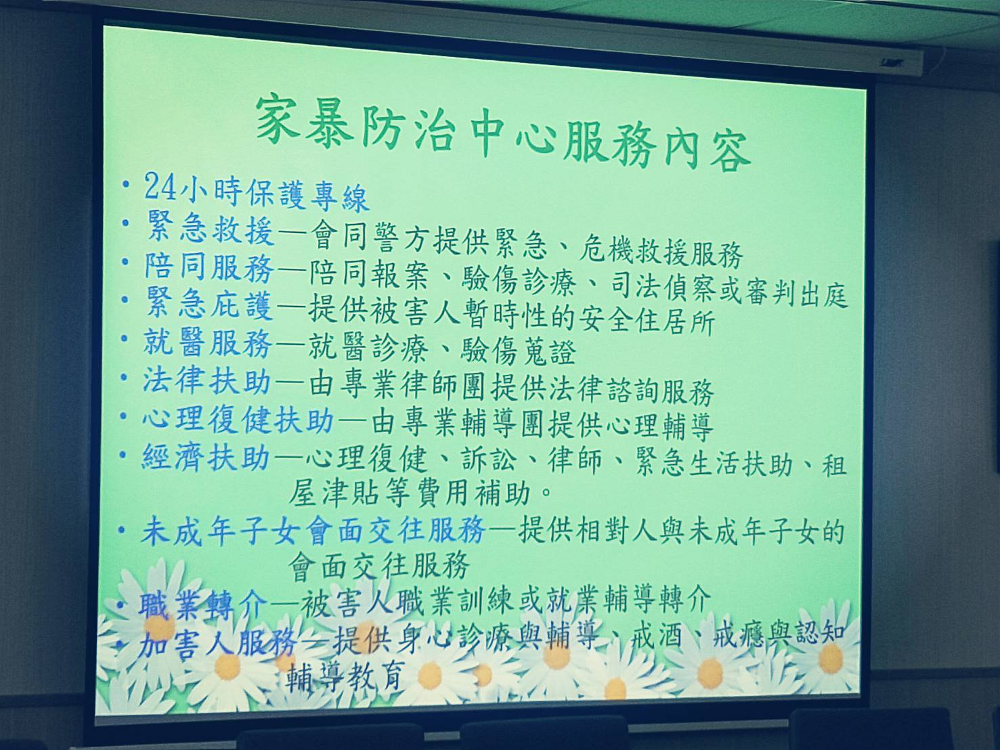 家暴防治中心服務內容
•24小時保護專線
•緊急救援—會同警方提供緊急、危機救援服務
•陪同服務—陪同報案、驗傷診療、司法偵察或審判出庭
•緊急庇護—提供被害人暫時性的安全住居所
•就醫服務—就醫診療、驗傷蒐證
•法律扶助—由專業律師團提供法律諮詢服務
•心理復健扶助—由專業輔導團提供心理輔導
•經濟扶助—心理復健、訴訟、律師、緊急生活扶助、租
屋津貼等費用補助。
•未成年子女會面交往服務—提供相對人與未成年子女的
會面交往服務
•職業轉介—被害人職業訓練或就業輔導轉介
•加害人服務—提供身心診療與輔導、戒酒、戒癮與認知
輔導教育